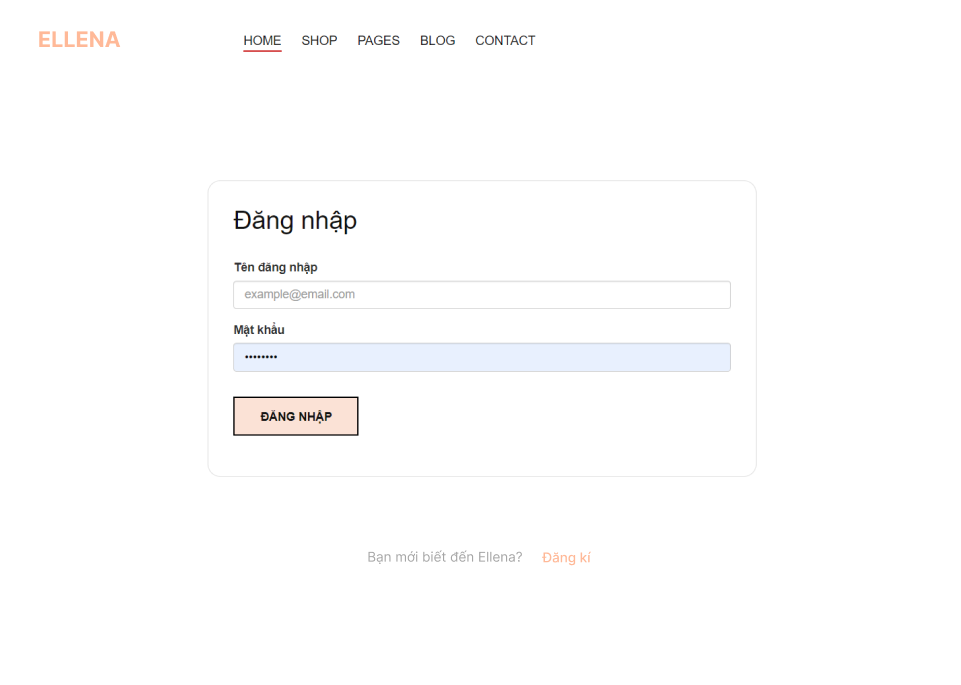 ELLENA
HOME SHOP PAGES BLOG CONTACT
Đăng nhập
Tên đăng nhập
example@email.com
Mật khẩu
••••••••
ĐĂNG NHẬP
Bạn mới biết đến Ellena? Đăng kí